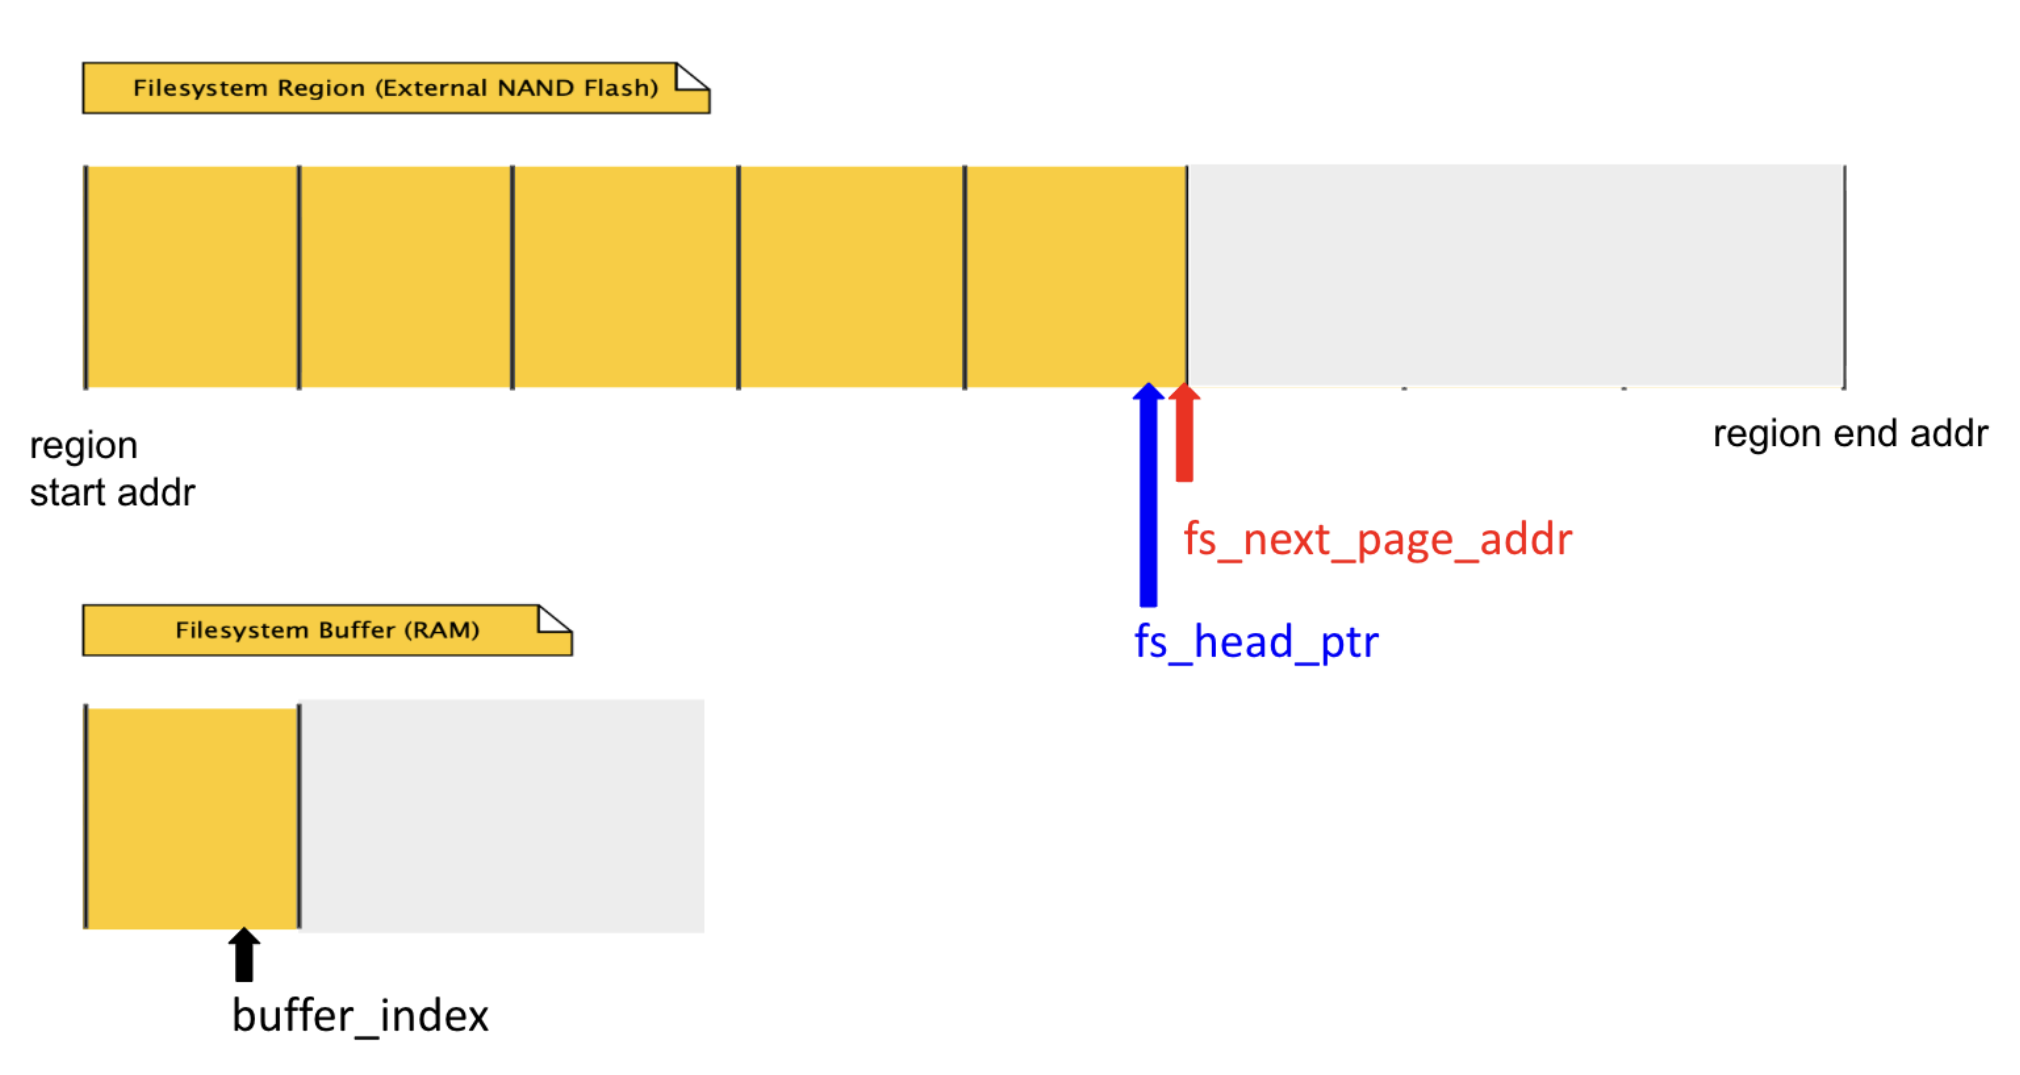 Filesystem Region (External NAND Flash)
region
start addr
region end addr
fs_next_page_addr
fs_head_ptr
Filesystem Buffer (RAM)
buffer_index